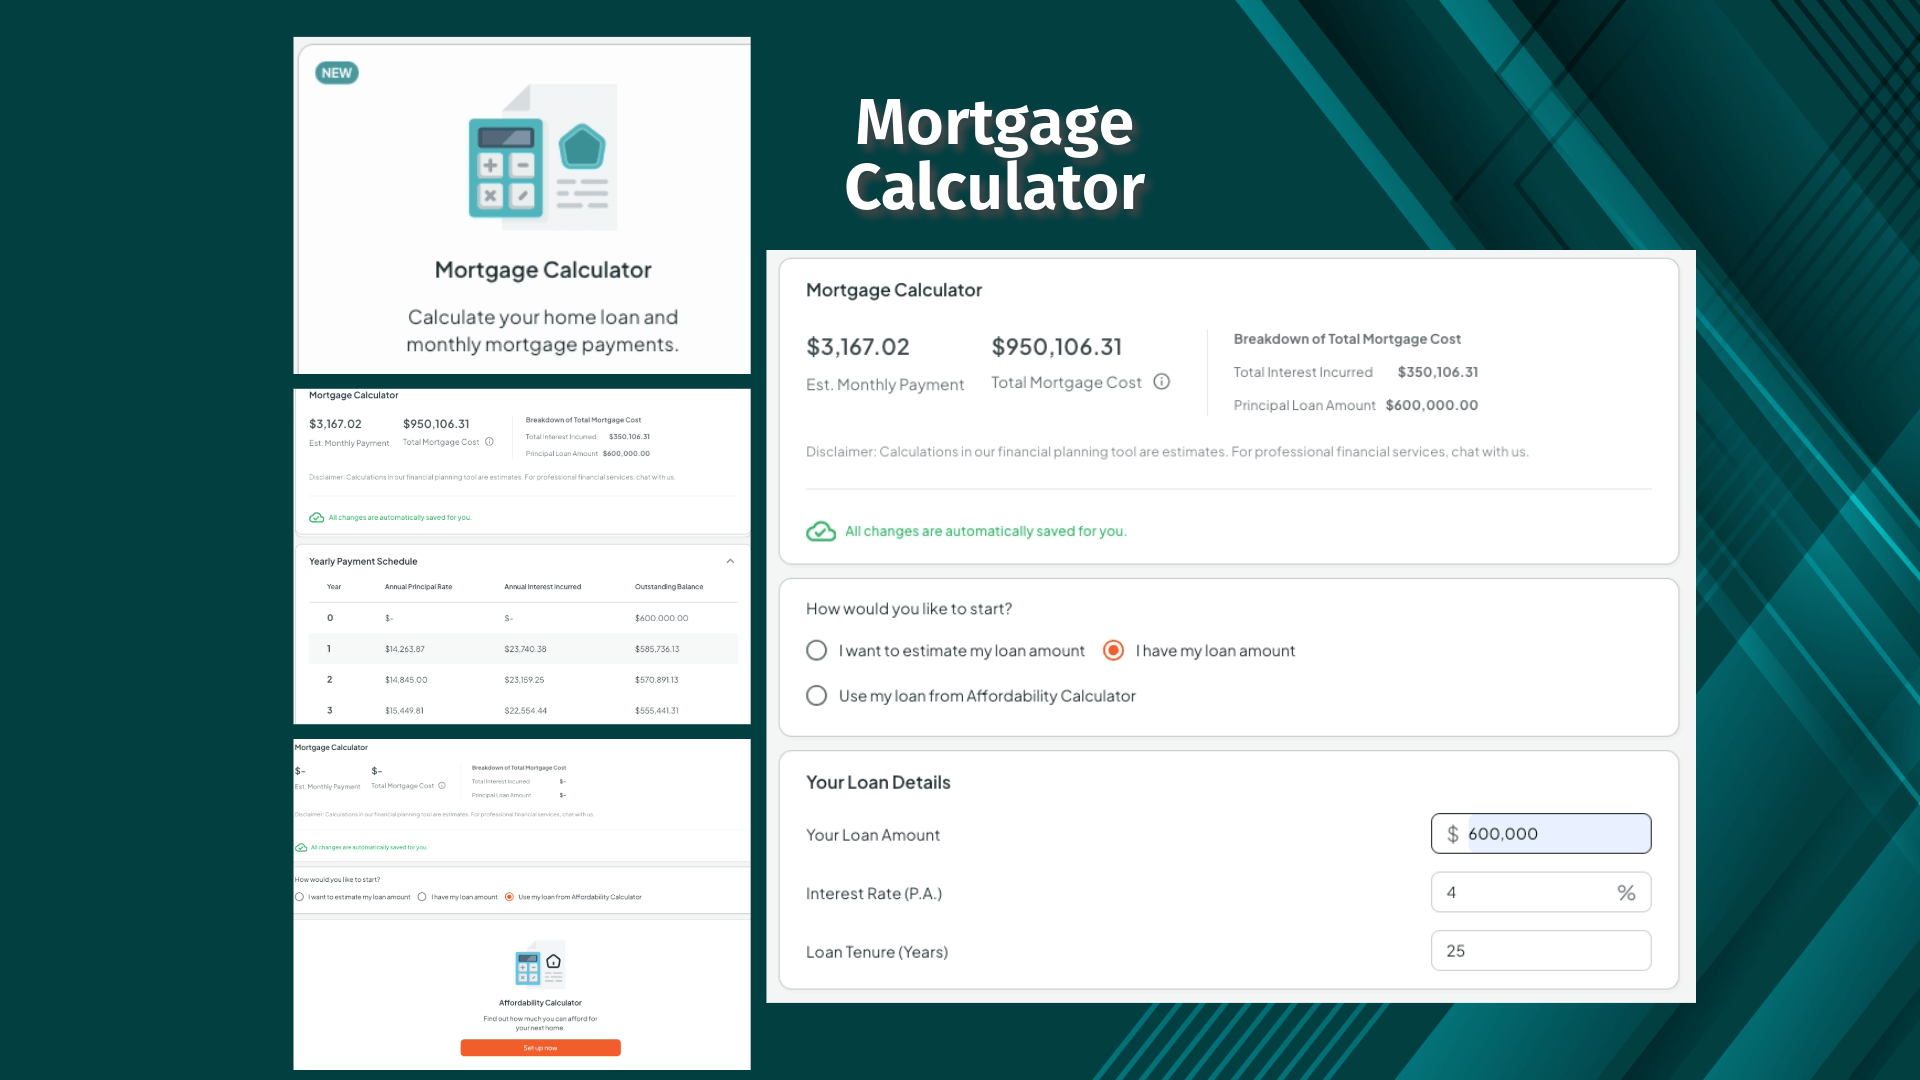 Mortgage
Calculator
NEW
Mortgage Calculator
Calculate your home loan and
monthly mortgage payments.
Mortgage Calculator
$3,167.02
Est. Monthly Payment
$950,106.31
Total Mortgage Cost
Breakdown of Total Mortgage Cost
Total Interest Incurred $350,106.31
Principal Loan Amount $600,000.00
Disclaimer: Calculations in our financial planning tool are estimates. For professional financial services, chat with us.
All changes are automatically saved for you.
Yearly Payment Schedule
Year Annual Principal Rate Annual Interest Incurred Outstanding Balance
0 $- $- $600.000.00
1 $14,263.87 $23,740.38 $585,736.13
2 $14,845.00 $23,159.25 $570,891.13
3 $15,449.81 $22,554.44 $555,441.31
Mortgage Calculator
$-
Est. Monthly Payment
$-
Total Mortgage Cost
Breakdown of Total Mortgage Cost
Total Interest Incurred $-
Principal Loan Amount $-
Disclaimer: Calculations in our financial planning tool are estimates. For professional financial services, chat with us.
All changes are automatically saved for you.
How would you like to start?
I want to estimate my loan amount I have my loan amount Use my loan from Affordability Calculator
Affordability Calculator
Find out how much you can afford for
your next home.
Set up now
Mortgage Calculator
$3,167.02
Est. Monthly Payment
$950,106.31
Total Mortgage Cost
Breakdown of Total Mortgage Cost
Total Interest Incurred $350,106.31
Principal Loan Amount $600,000.00
Disclaimer: Calculations in our financial planning tool are estimates. For professional financial services, chat with us.
All changes are automatically saved for you.
How would you like to start?
I want to estimate my loan amount I have my loan amount
Use my loan from Affordability Calculator
Your Loan Details
Your Loan Amount $ 600,000
Interest Rate (P.A.) 4 %
Loan Tenure (Years) 25